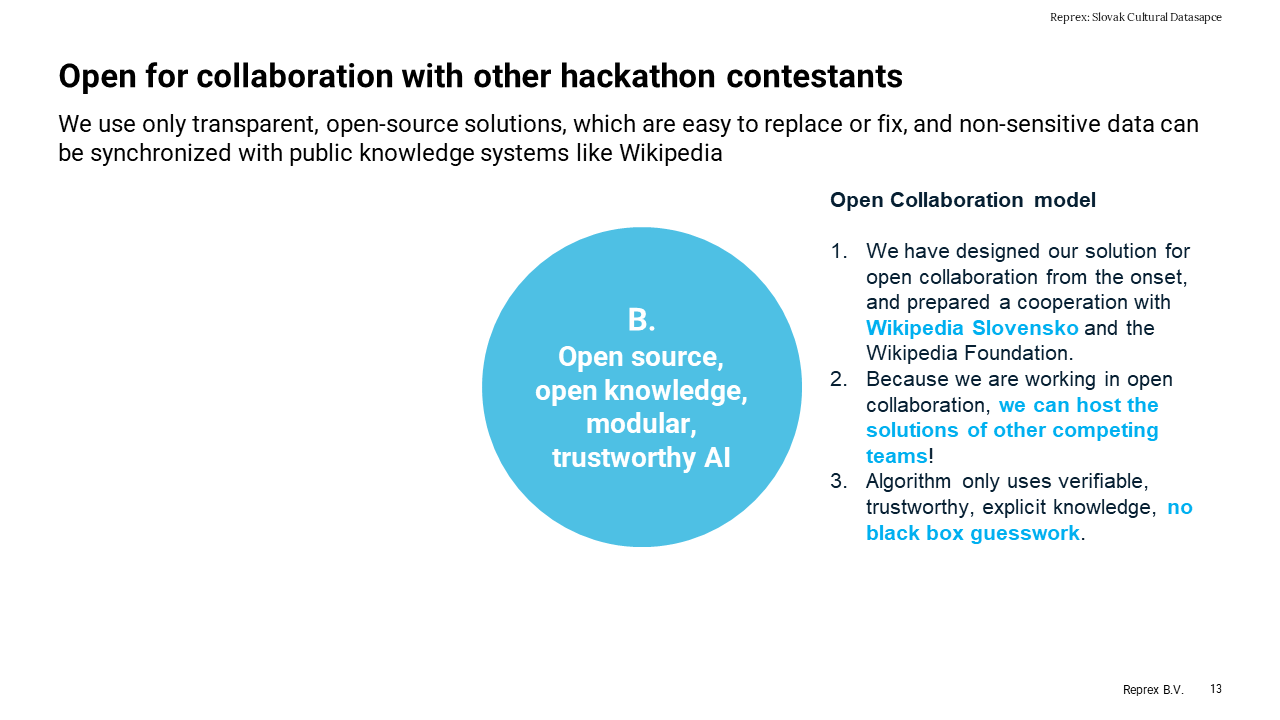 Reprex: Slovak Cultural Datasapce
Open for collaboration with other hackathon contestants
We use only transparent, open-source solutions, which are easy to replace or fix, and non-sensitive data can
be synchronized with public knowledge systems like Wikipedia
B.
Open source,
open knowledge,
modular,
trustworthy AI
Open Collaboration model
1. We have designed our solution for
open collaboration from the onset,
and prepared a cooperation with
Wikipedia Slovensko and the
Wikipedia Foundation.
2. Because we are working in open
collaboration, we can host the
solutions of other competing
teams!
3. Algorithm only uses verifiable,
trustworthy, explicit knowledge, no
black box guesswork.
Reprex B.V. 13